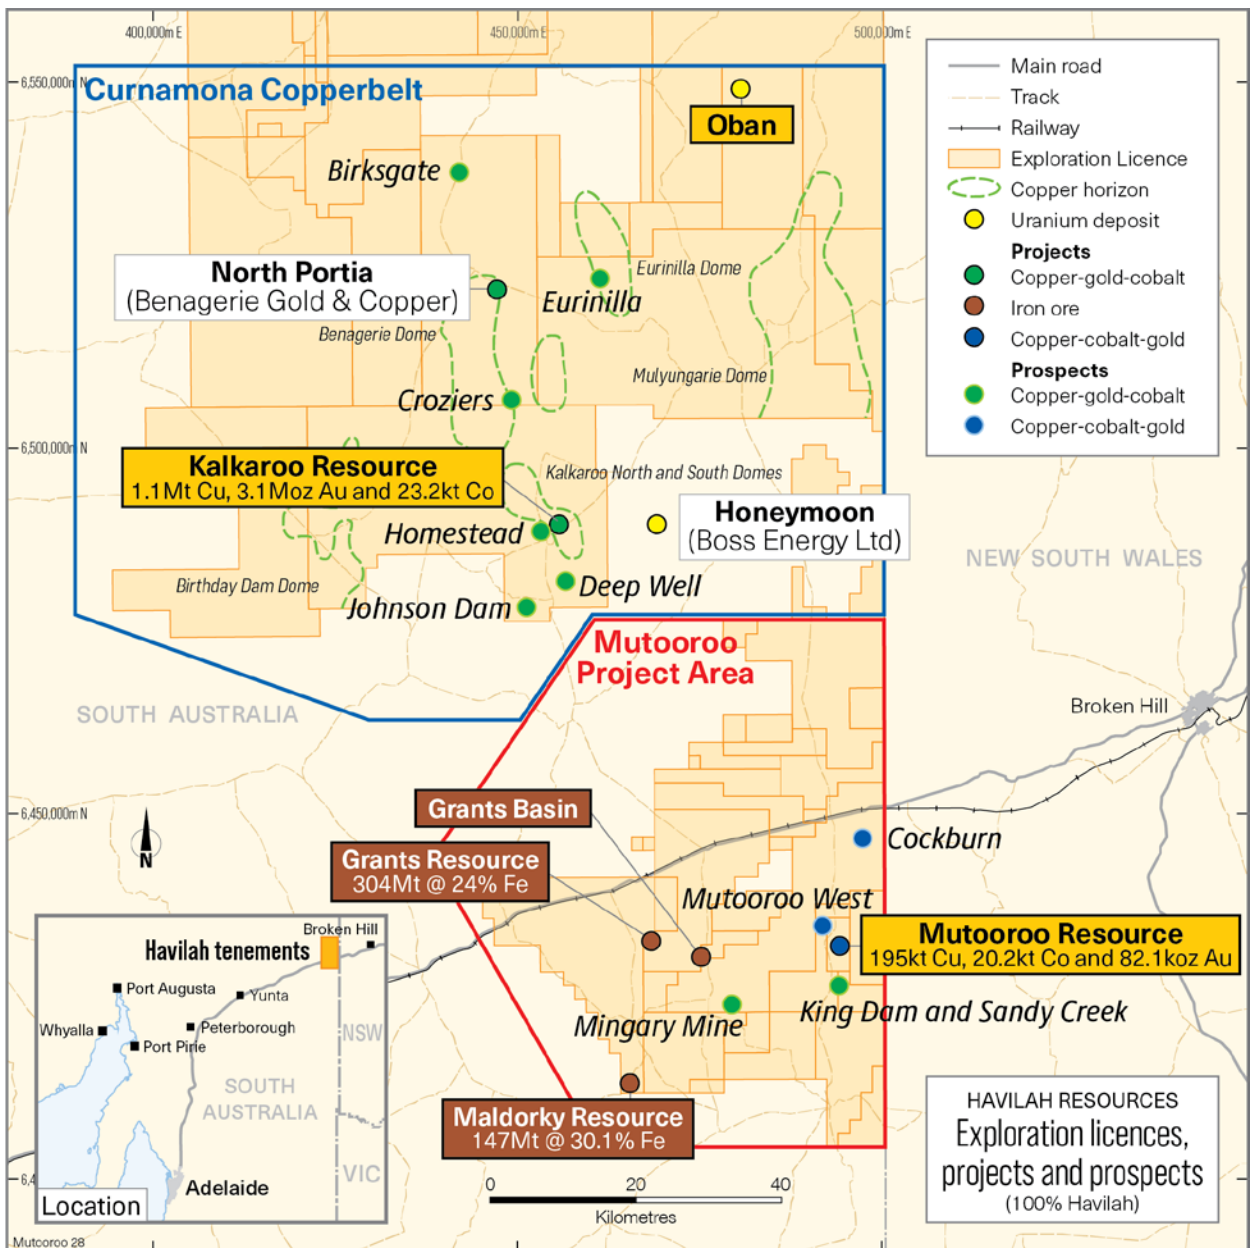 400,000m E
450,000m E
500,000m E
6,550,000m N
Curnamona Copperbelt
Oban
Birksgate
North Portia
(Benagerie Gold & Copper)
Eurinilla Dome
Eurinilla
Benagerie Dome
Mulyungarie Dome
Croziers
6,500,000m N
Kalkaroo Resource
1.1Mt Cu, 3.1Moz Au and 23.2kt Co
Kalkaroo North and South Domes
Homestead
Honeymoon
(Boss Energy Ltd)
Birthday Dam Dome
Deep Well
Johnson Dam
NEW SOUTH WALES
Mutooroo
Project Area
SOUTH AUSTRALIA
Broken Hill
6,450,000m N
Grants Basin
Cockburn
Grants Resource
304Mt @ 24% Fe
Mutooroo West
Mutooroo Resource
195kt Cu, 20.2kt Co and 82.1koz Au
King Dam and Sandy Creek
Mingary Mine
Maldorky Resource
147Mt @ 30.1% Fe
N
Main road
Track
Railway
Exploration Licence
Copper horizon
Uranium deposit
Projects
Copper-gold-cobalt
Iron ore
Copper-cobalt-gold
Prospects
Copper-gold-cobalt
Copper-cobalt-gold
Broken Hill
Havilah tenements
Port Augusta
Yunta
Whyalla
Peterborough
Port Pirie
NSW
SOUTH
AUSTRALIA
VIC
Adelaide
Location
6,4
0
20
40
Kilometres
HAVILAH RESOURCES
Exploration licences,
projects and prospects
(100% Havilah)
Mutcoroo 28